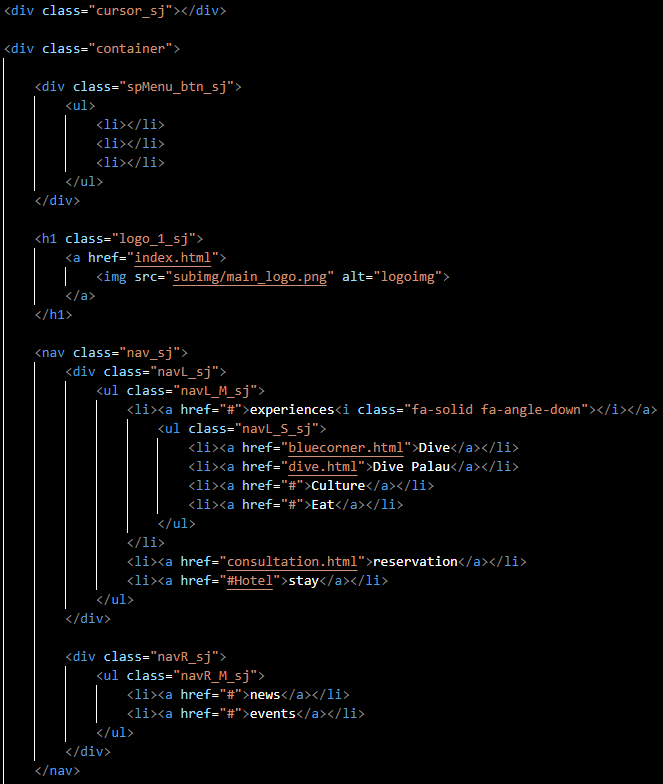 <div class="cursor_sj"></div>
<div class="container">
<div class="spMenu_btn_sj">
<ul>
<li></li>
<li></li>
<li></li>
</ul>
</div>
<h1 class="logo_1_sj">
<a href="index.html">
<img src="subimg/main_logo.png" alt="logoimg">
</a>
</h1>
<nav class="nav_sj">
<div class="navL_sj">
<ul class="navL_M_sj">
<li><a href="#">experiences<i class="fa-solid fa-angle-down"></i></a>
<ul class="navL_S_sj">
<li><a href="bluecorner.html">Dive</a></li>
<li><a href="dive.html">Dive Palau</a></li>
<li><a href="#">Culture</a></li>
<li><a href="#">Eat</a></li>
</ul>
</li>
<li><a href="consultation.html">reservation</a></li>
<li><a href="#Hotel">stay</a></li>
</ul>
</div>
<div class="navR_sj">
<ul class="navR_M_sj">
<li><a href="#">news</a></li>
<li><a href="#">events</a></li>
</ul>
</div>
</nav>